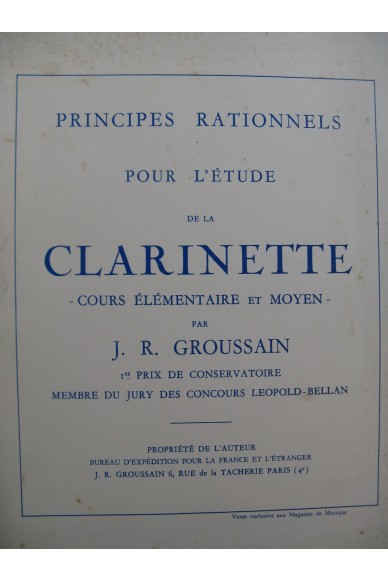 PRINCIPES RATIONNELS
POUR L'ÉTUDE
DE LA
CLARINETTE
- COURS ÉLÉMENTAIRE ET MOYEN -
PAR
J. R. GROUSSAIN
1er PRIX DE CONSERVATOIRE
MEMBRE DU JURY DES CONCOURS LEOPOLD-BELLAN
PROPRIÉTÉ DE L'AUTEUR
BUREAU D'EXPÉDITION POUR LA FRANCE ET L'ÉTRANGER
J. R. GROUSSAIN 6, RUE de la TACHERIE PARIS (4e)
Vente exclusive aux Magasins de Musique